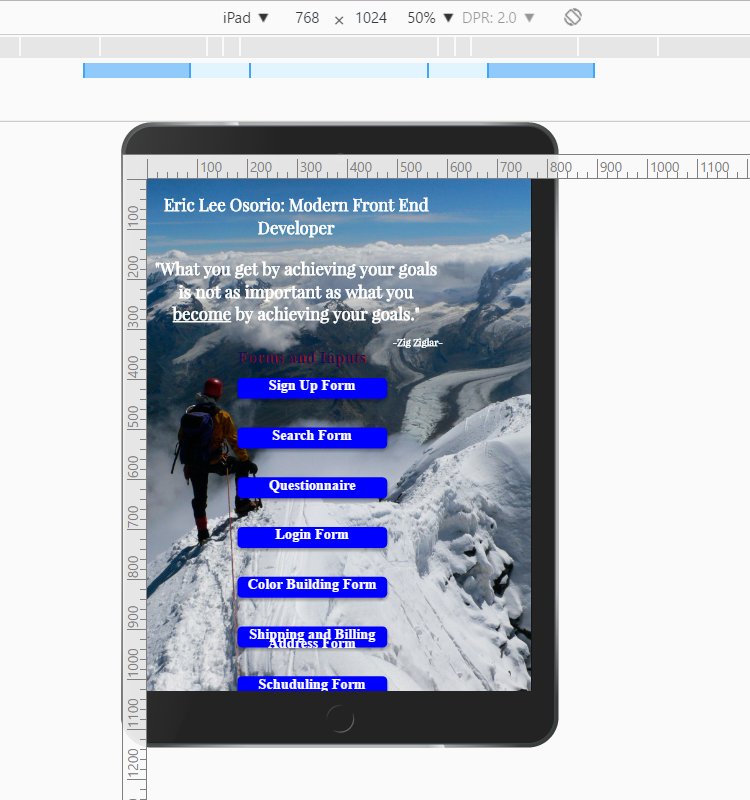 iPad ▼ 768 × 1024 50% ▼ DPR: 2.0 ▼
100 200 300 400 500 600 700 800 900 1000 1100
100
200
300
400
500
600
700
800
900
1000
1100
1200
Eric Lee Osorio: Modern Front End
Developer
"What you get by achieving your goals
is not as important as what you
become by achieving your goals."
-Zig Ziglar-
Forms and Inputs
Sign Up Form
Search Form
Questionnaire
Login Form
Color Building Form
Shipping and Billing
Address Form
Schuduling Form